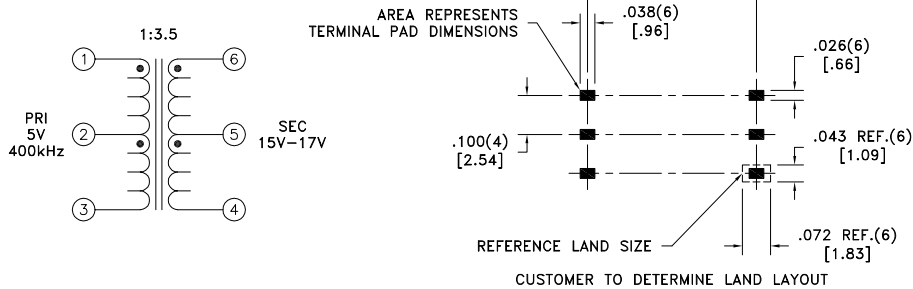 1:3.5
1
6
PRI
5V
400kHz
2
5
SEC
15V-17V
3
4
AREA REPRESENTS
TERMINAL PAD DIMENSIONS
.038(6)
[.96]
.026(6)
[.66]
.100(4)
[2.54]
.043 REF.(6)
[1.09]
REFERENCE LAND SIZE
.072 REF.(6)
[1.83]
CUSTOMER TO DETERMINE LAND LAYOUT